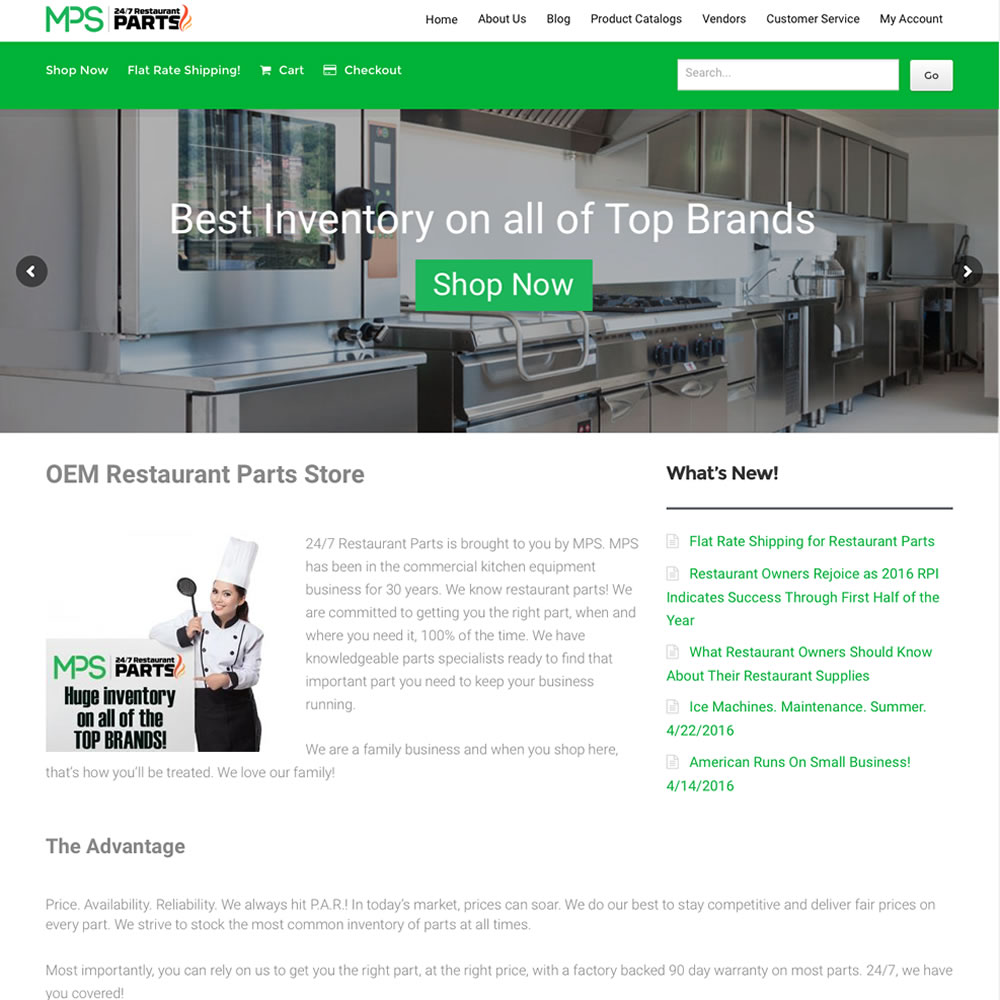 MPS 24/7 Restaurant PARTS
Home About Us Blog Product Catalogs Vendors Customer Service My Account
Shop Now Flat Rate Shipping! Cart Checkout Search... Go
Best Inventory on all of Top Brands
Shop Now
OEM Restaurant Parts Store
MPS 24/7 Restaurant PARTS
Huge inventory
on all of the
TOP BRANDS!
24/7 Restaurant Parts is brought to you by MPS. MPS
has been in the commercial kitchen equipment
business for 30 years. We know restaurant parts! We
are committed to getting you the right part, when and
where you need it, 100% of the time. We have
knowledgeable parts specialists ready to find that
important part you need to keep your business
running.
We are a family business and when you shop here,
that's how you'll be treated. We love our family!
What's New!
Flat Rate Shipping for Restaurant Parts
Restaurant Owners Rejoice as 2016 RPI
Indicates Success Through First Half of the
Year
What Restaurant Owners Should Know
About Their Restaurant Supplies
Ice Machines. Maintenance. Summer.
4/22/2016
American Runs On Small Business!
4/14/2016
The Advantage
Price. Availability. Reliability. We always hit P.A.R.! In today's market, prices can soar. We do our best to stay competitive and deliver fair prices on
every part. We strive to stock the most common inventory of parts at all times.
Most importantly, you can rely on us to get you the right part, at the right price, with a factory backed 90 day warranty on most parts. 24/7, we have
you covered!